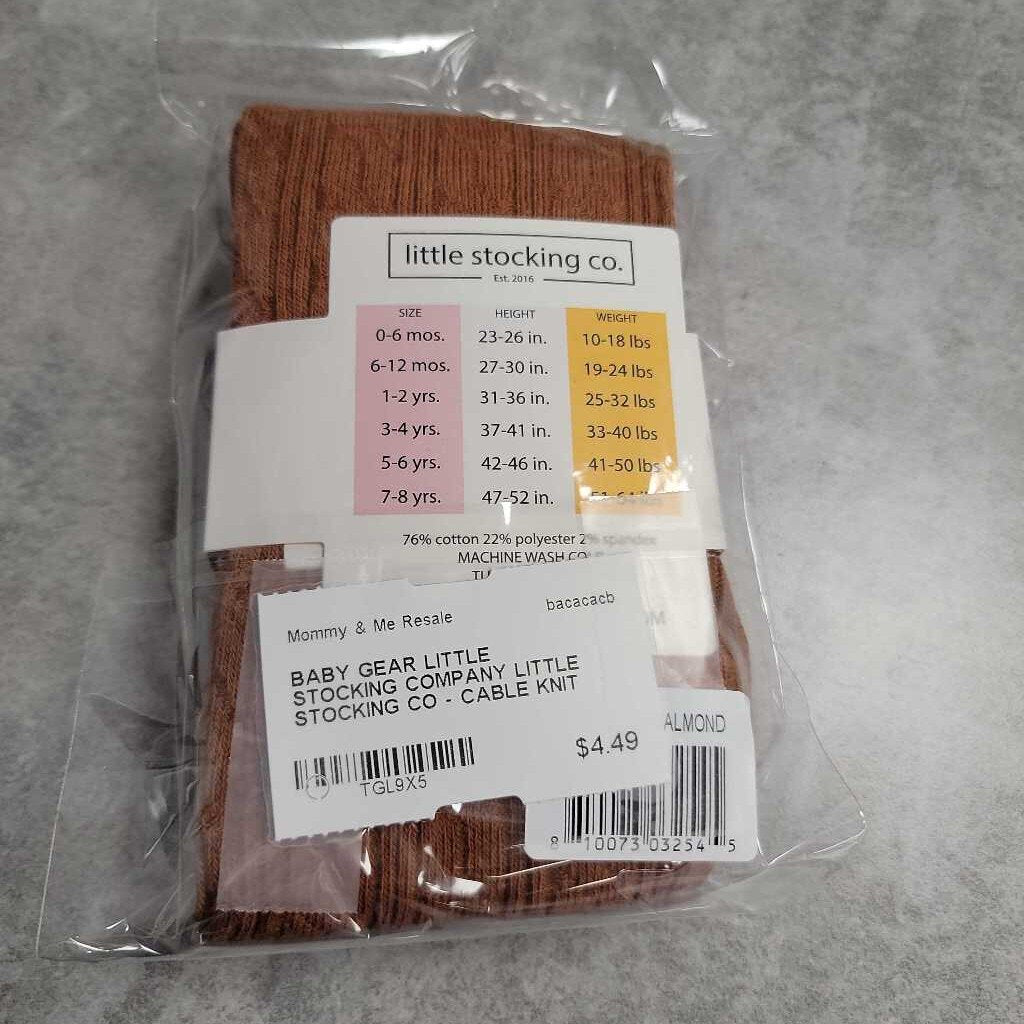 little stocking co.
Est. 2016
SIZE HEIGHT WEIGHT
0-6 mos. 23-26 in. 10-18 lbs
6-12 mos. 27-30 in. 19-24 lbs
1-2 yrs. 31-36 in. 25-32 lbs
3-4 yrs. 37-41 in. 33-40 lbs
5-6 yrs. 42-46 in. 41-50 lbs
7-8 yrs. 47-52 in.
76% cotton 22% polyester 2% spandex
MACHINE WASH
Mommy & Me Resale bacacacb
BABY GEAR LITTLE
STOCKING COMPANY LITTLE
STOCKING CO - CABLE KNIT
$4.49
TGL9X5
ALMOND
8 10073 03254 5